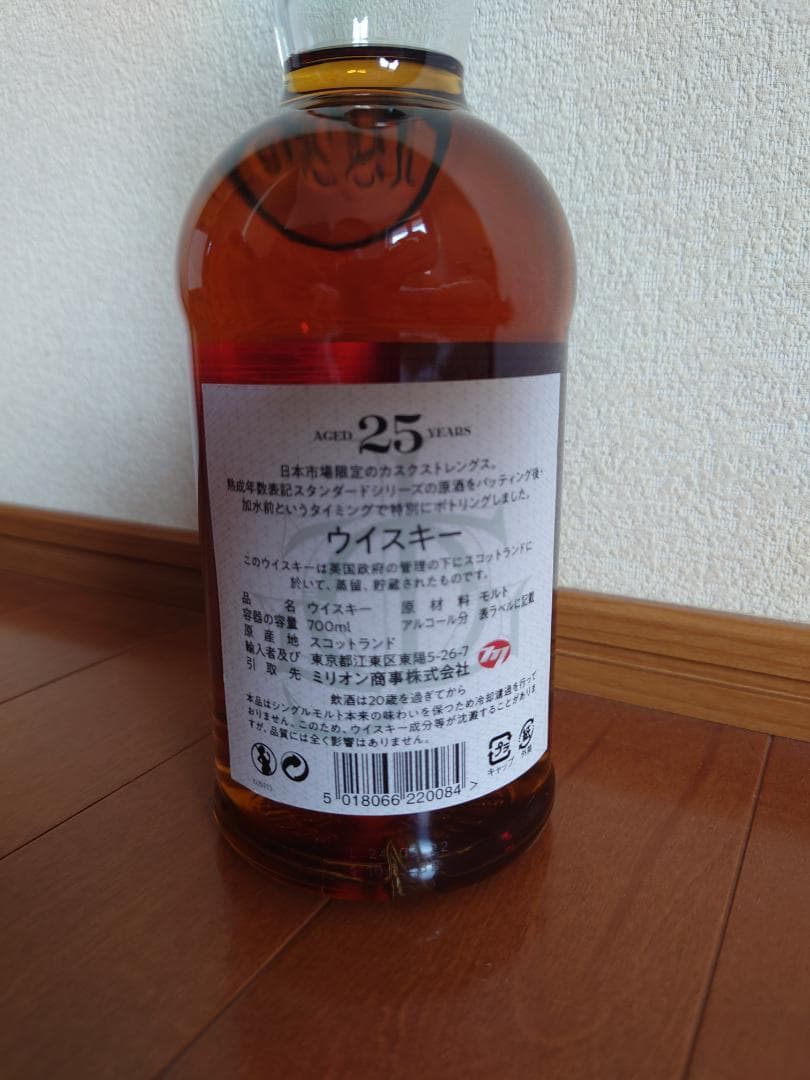 AGED 25 YEARS
日本市場限定のカスクストレングス。
熟成年数表記スタンダードシリーズの原酒をバッティング後・
加水前というタイミングで特別にボトリングしました。
ウイスキー
このウイスキーは英国政府の管理の下にスコットランドに
於いて、蒸留、貯蔵されたものです。
品名 ウイスキー 原材料 モルト
容器の容量 700ml アルコール分 表ラベルに記載
原産地 スコットランド
輸入者及び 東京都江東区東陽5-26-7
引取先 ミリオン商事株式会社
飲酒は20歳を過ぎてから
本品はシングルモルト本来の味わいを保つため冷却濾過を行って
おりません。このため、ウイスキー成分等が沈澱することがありま
すが、品質には全く影響はありません。
プラ
キャップ
紙
外装
5 018066 220084 >